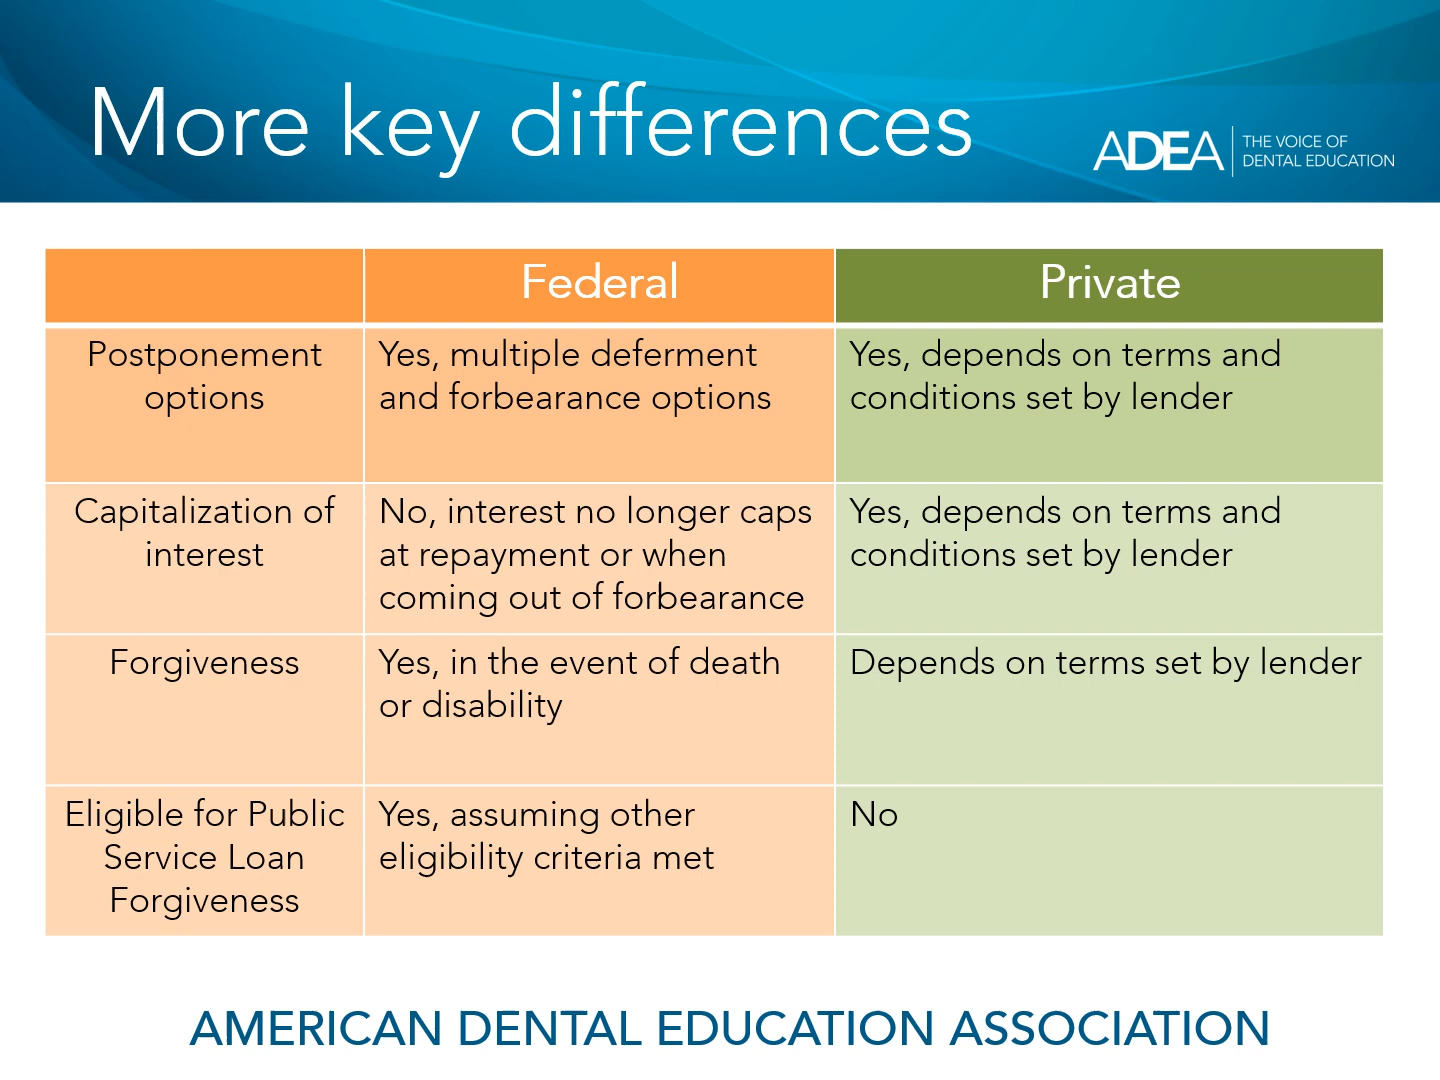 More key differences
ADEA
THE VOICE OF
DENTAL EDUCATION
Federal
Private
Postponement
options
Yes, multiple deferment
and forbearance options
Yes, depends on terms and
conditions set by lender
Capitalization of
interest
No, interest no longer caps
at repayment or when
coming out of forbearance
Yes, depends on terms and
conditions set by lender
Forgiveness
Yes, in the event of death
or disability
Depends on terms set by lender
Eligible for Public
Service Loan
Forgiveness
Yes, assuming other
eligibility criteria met
No
AMERICAN DENTAL EDUCATION ASSOCIATION